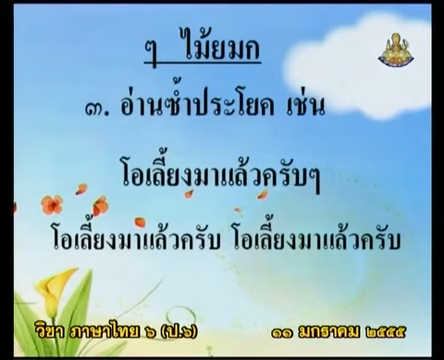 ๆ ไม้ยมก
๓. อ่านซ้ำประโยค เช่น
โอเลี้ยงมาแล้วครับๆ
โอเลี้ยงมาแล้วครับ โอเลี้ยงมาแล้วครับ
วิชา ภาษาไทย ๖ (ป.๖) ๑๑ มกราคม ๒๕๕๕